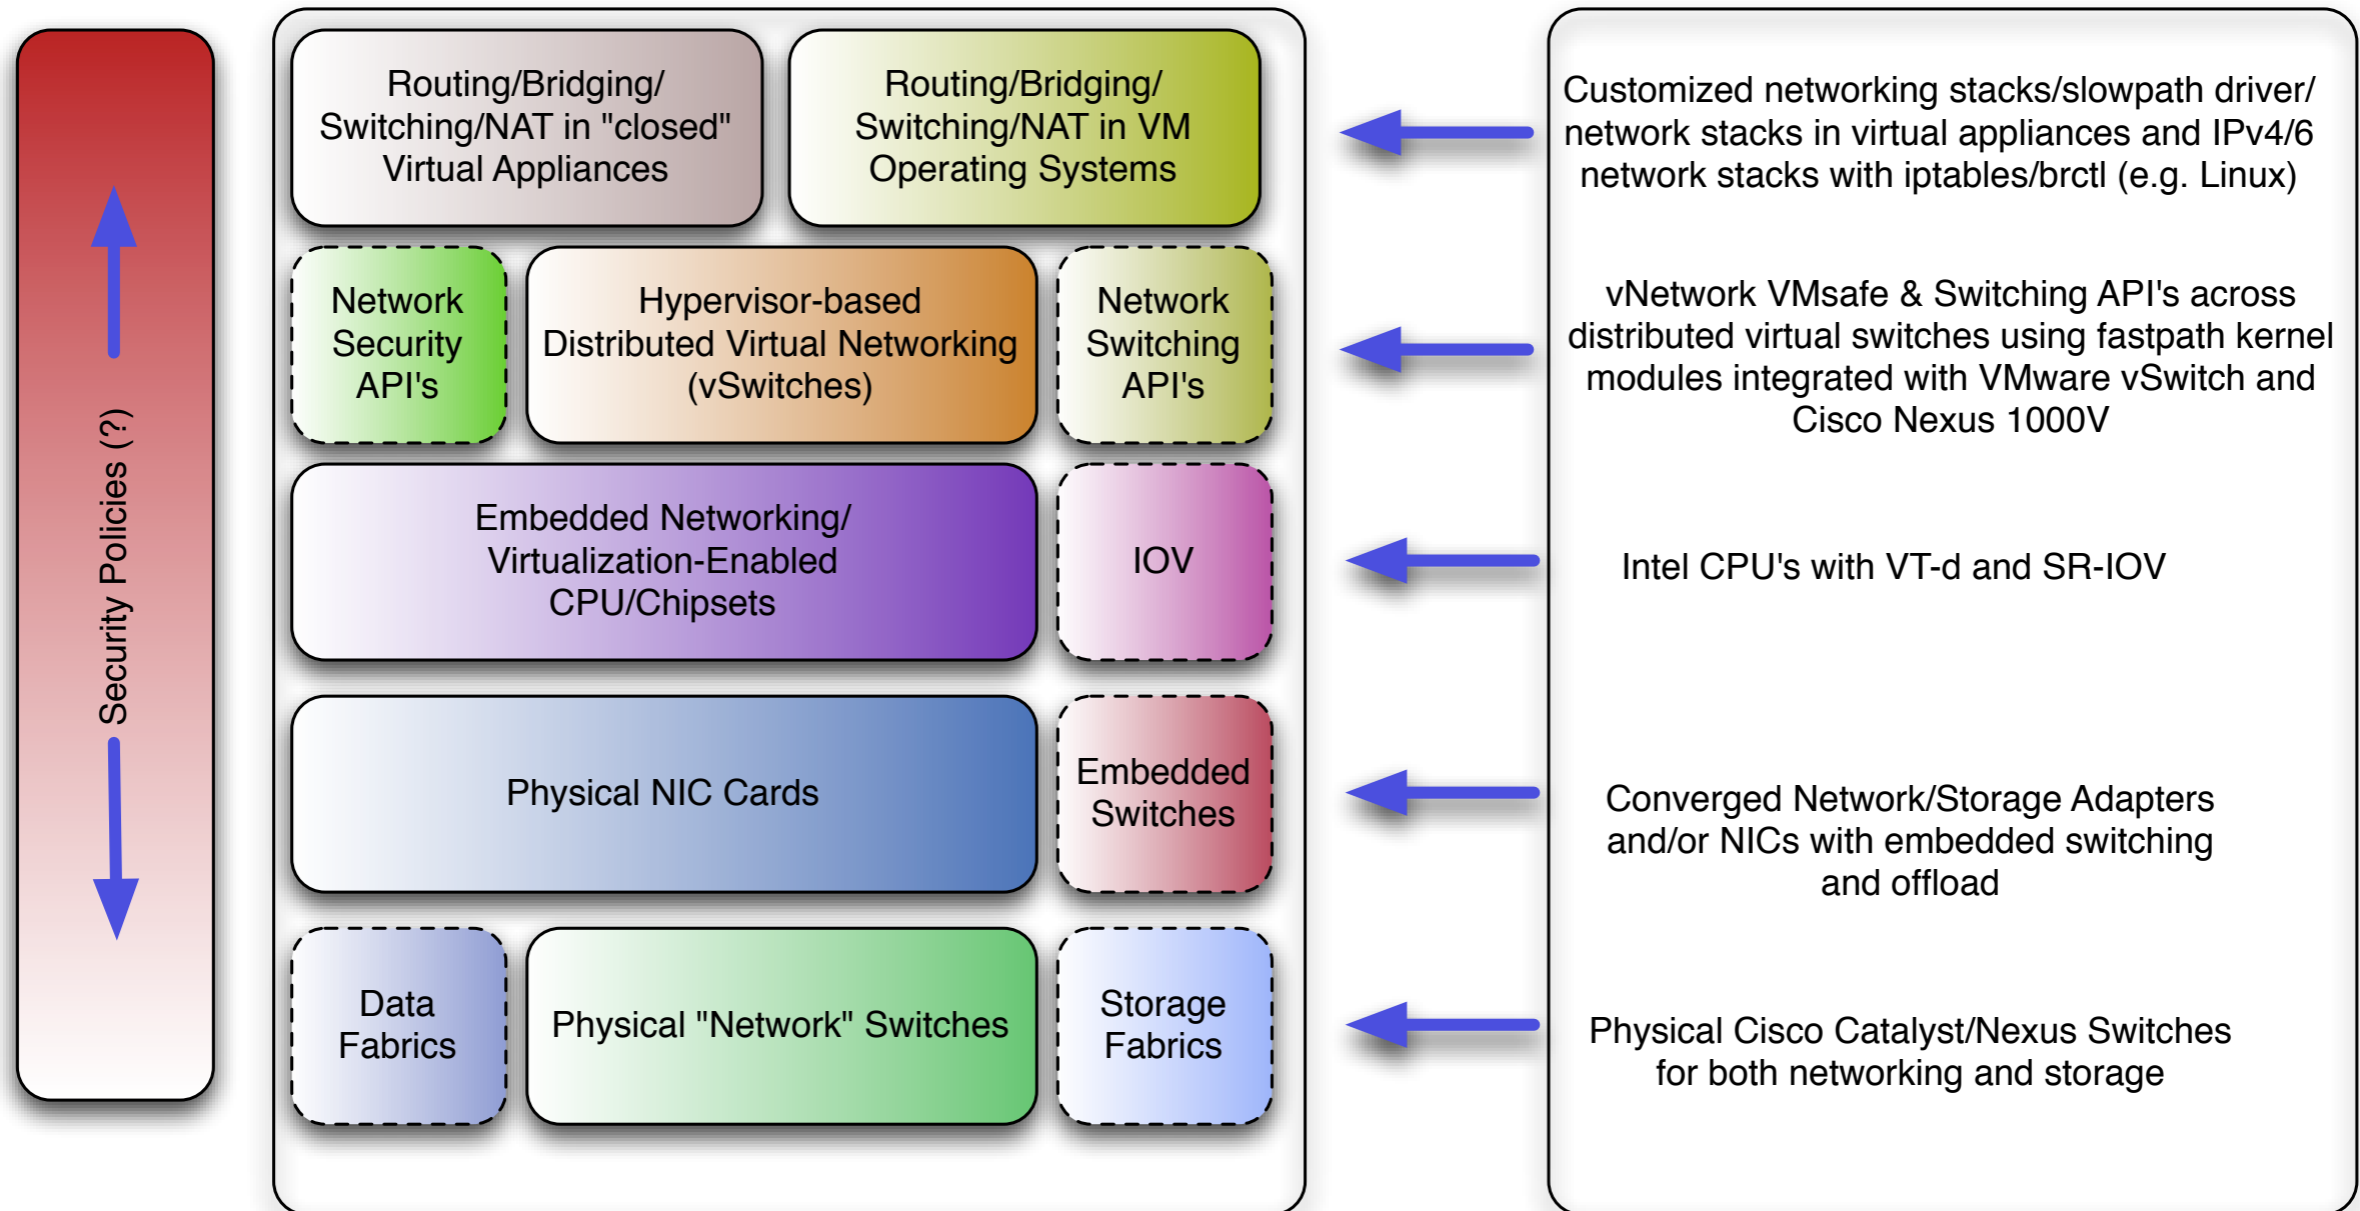 Security Policies (?)
Routing/Bridging/
Switching/NAT in "closed"
Virtual Appliances
Routing/Bridging/
Switching/NAT in VM
Operating Systems
Customized networking stacks/slowpath driver/
network stacks in virtual appliances and IPv4/6
network stacks with iptables/brctl (e.g. Linux)
Network
Security
API's
Hypervisor-based
Distributed Virtual Networking
(vSwitches)
Network
Switching
API's
vNetwork VMsafe & Switching API's across
distributed virtual switches using fastpath kernel
modules integrated with VMware vSwitch and
Cisco Nexus 1000V
Embedded Networking/
Virtualization-Enabled
CPU/Chipsets
IOV
Intel CPU's with VT-d and SR-IOV
Physical NIC Cards
Embedded
Switches
Converged Network/Storage Adapters
and/or NICs with embedded switching
and offload
Data
Fabrics
Physical "Network" Switches
Storage
Fabrics
Physical Cisco Catalyst/Nexus Switches
for both networking and storage